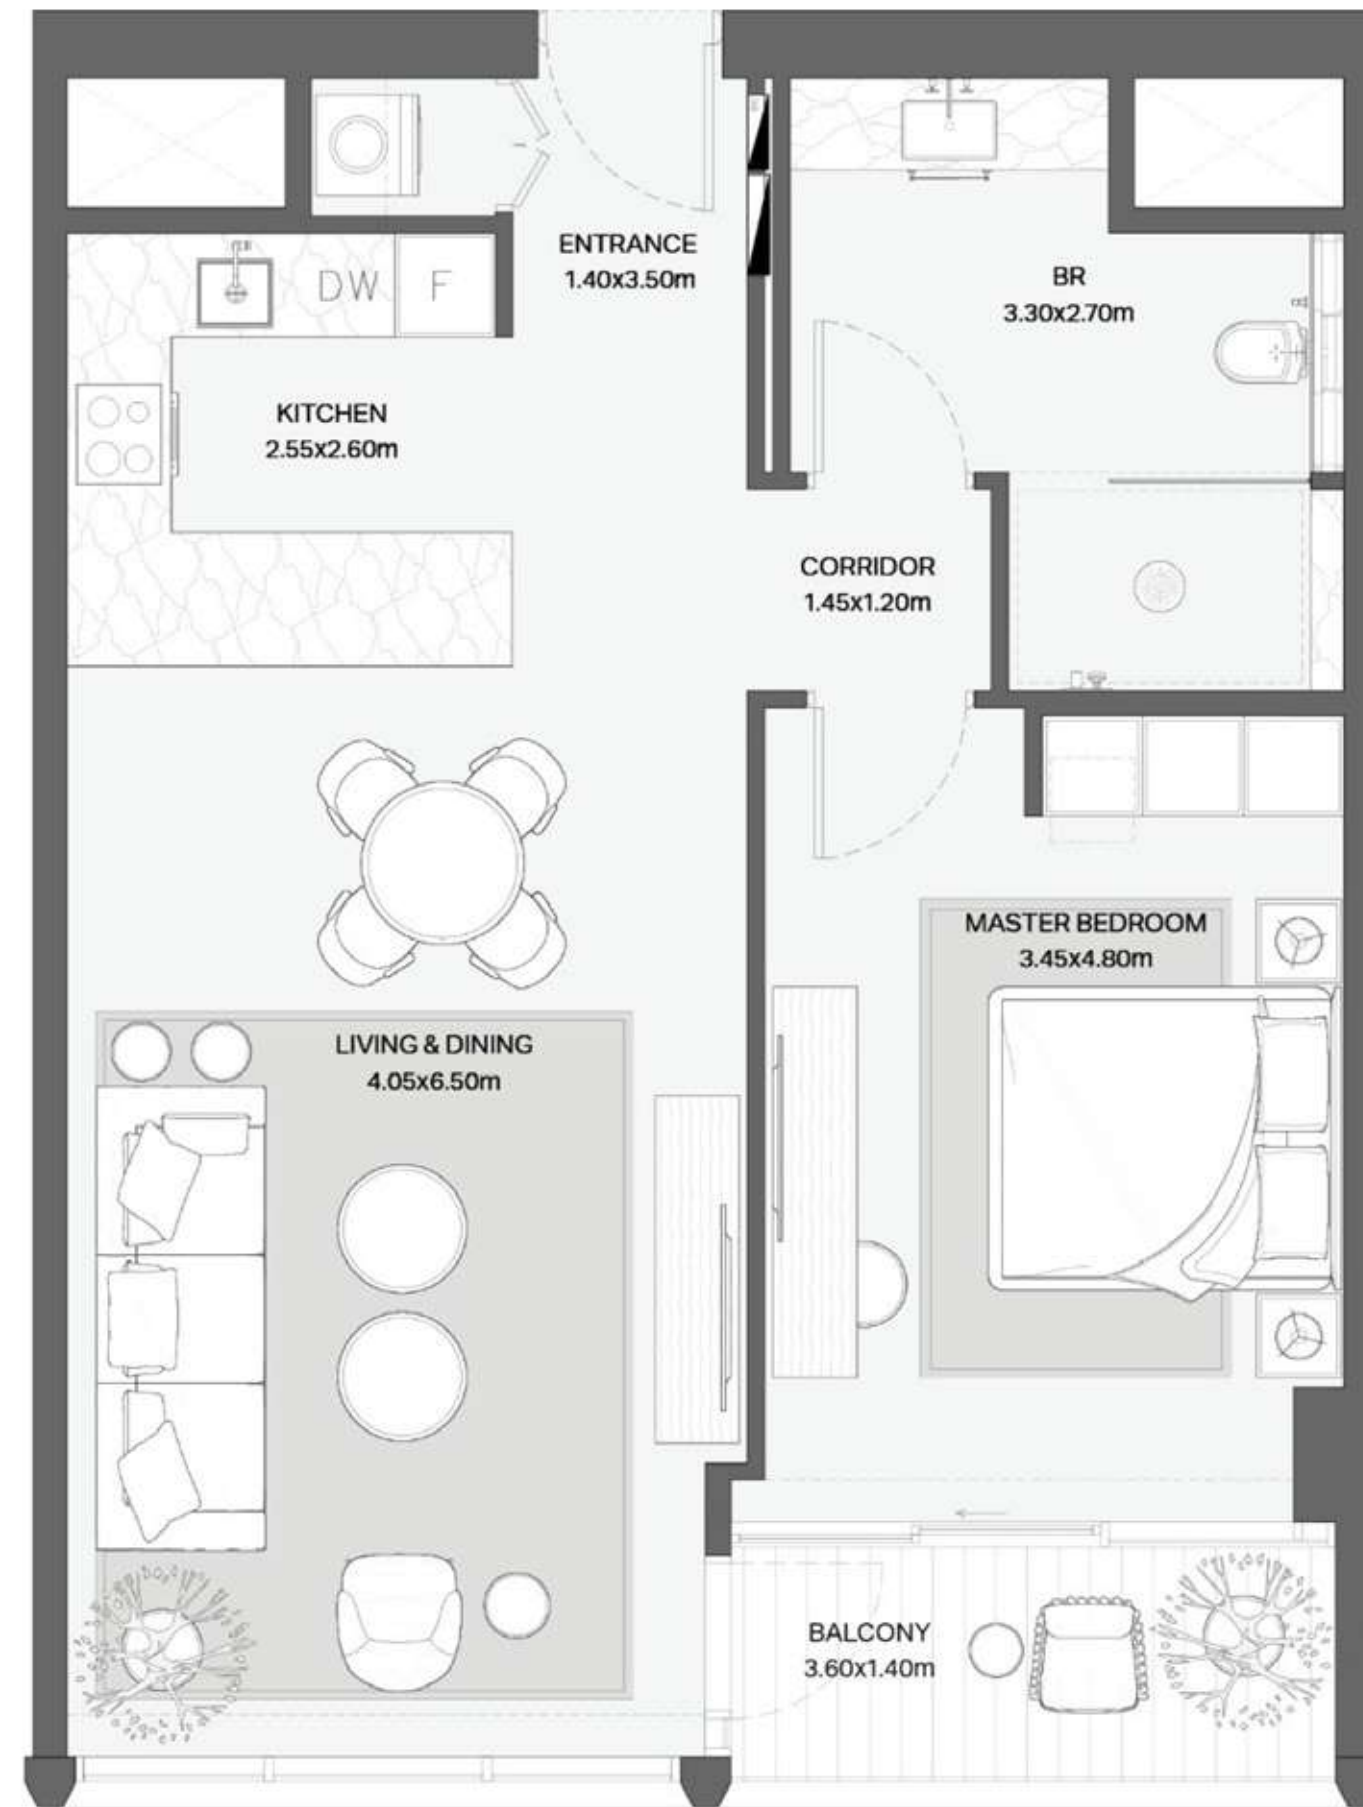 ENTRANCE
1.40x3.50m
BR
3.30x2.70m
DW
F
KITCHEN
2.55x2.60m
CORRIDOR
1.45x1.20m
MASTER BEDROOM
3.45x4.80m
LIVING & DINING
4.05x6.50m
BALCONY
3.60x1.40m